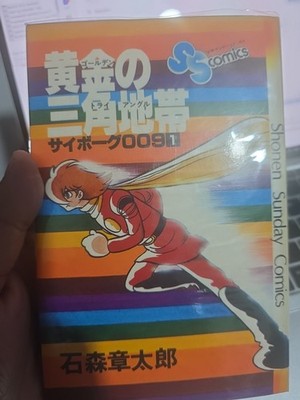 黄金の
ゴールデン
三角地帯
トライアングル
サイボーグ009 1
SS comics
Shonen Sunday Comics
石森章太郎